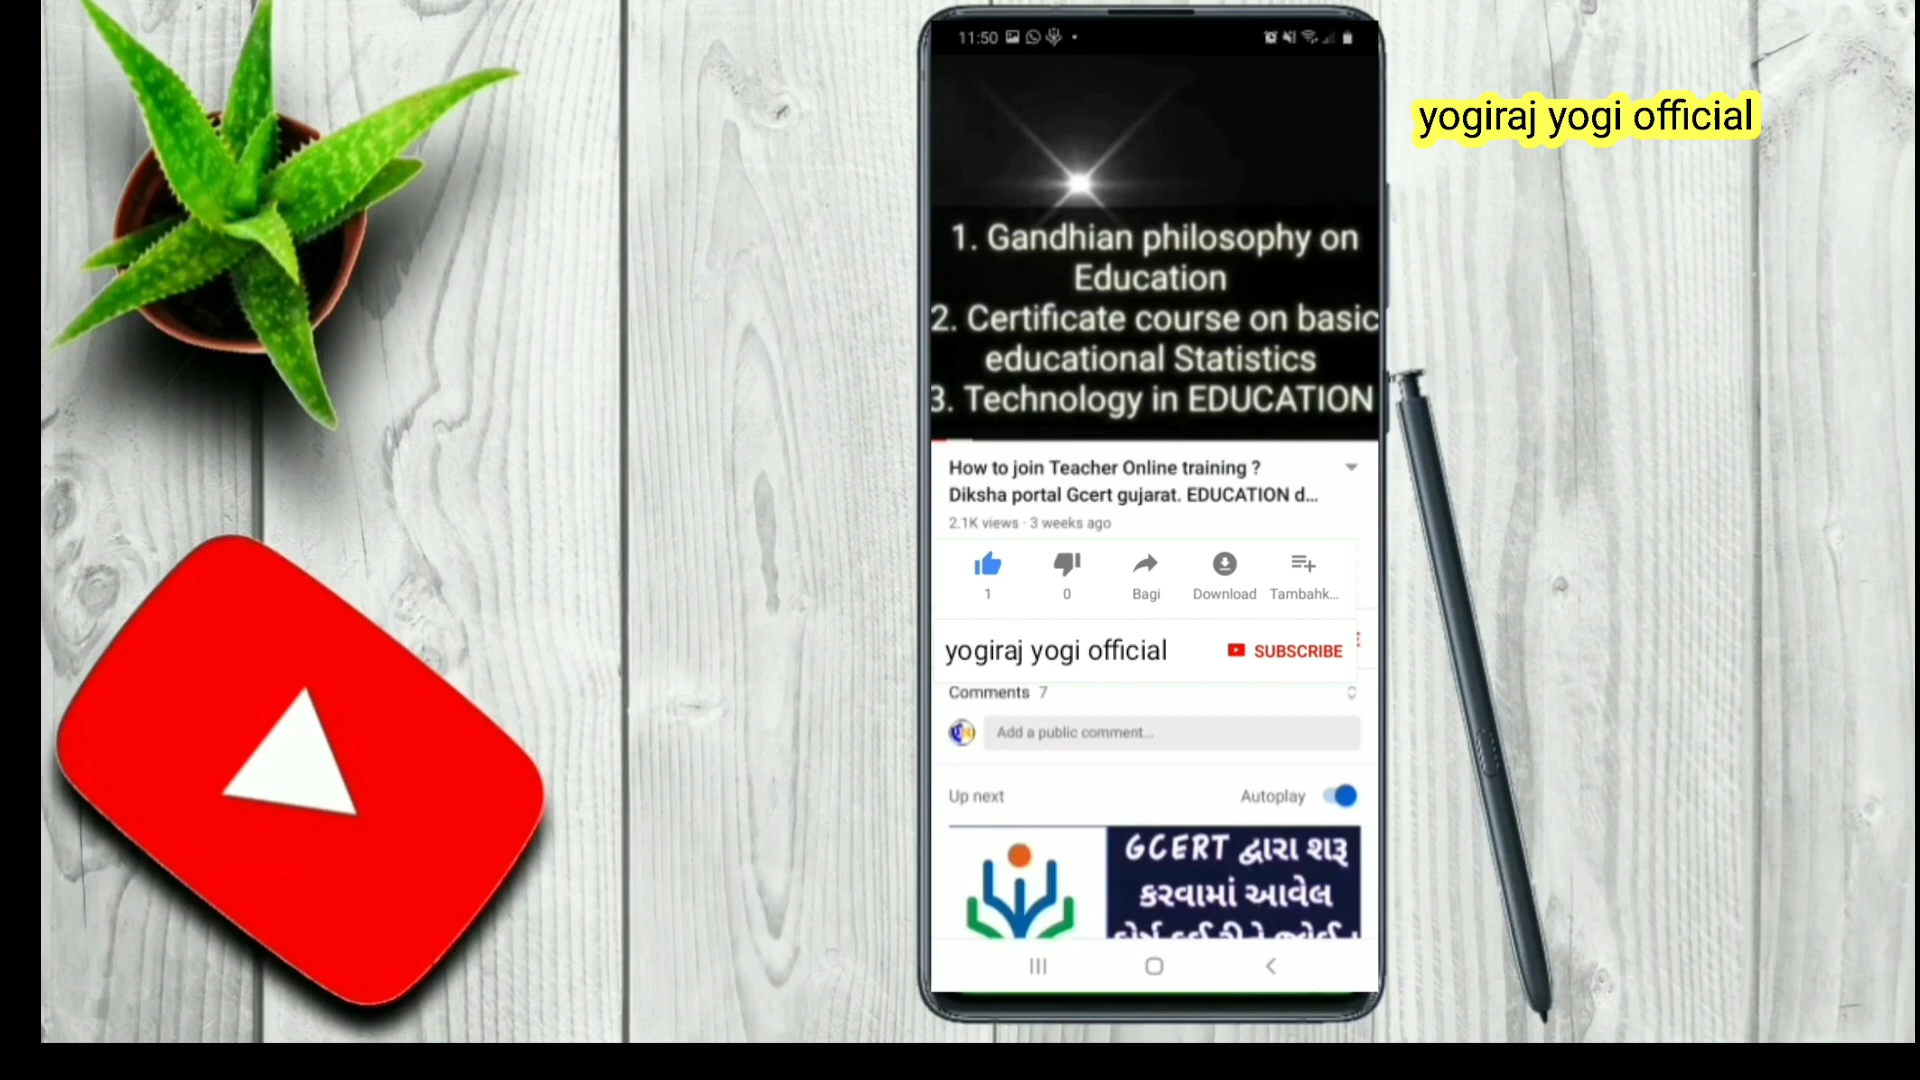 11:50
yogiraj yogi official
1. Gandhian philosophy on
Education
2. Certificate course on basic
educational Statistics
3. Technology in EDUCATION
How to join Teacher Online training ?
Diksha portal Gcert gujarat. EDUCATION d...
2.1K views · 3 weeks ago
1
0
Bagi
Download
Tambahk...
yogiraj yogi official
SUBSCRIBE
Comments 7
Add a public comment...
Up next
Autoplay
GCERT દ્વારા શરૂ
કરવામાં આવેલ